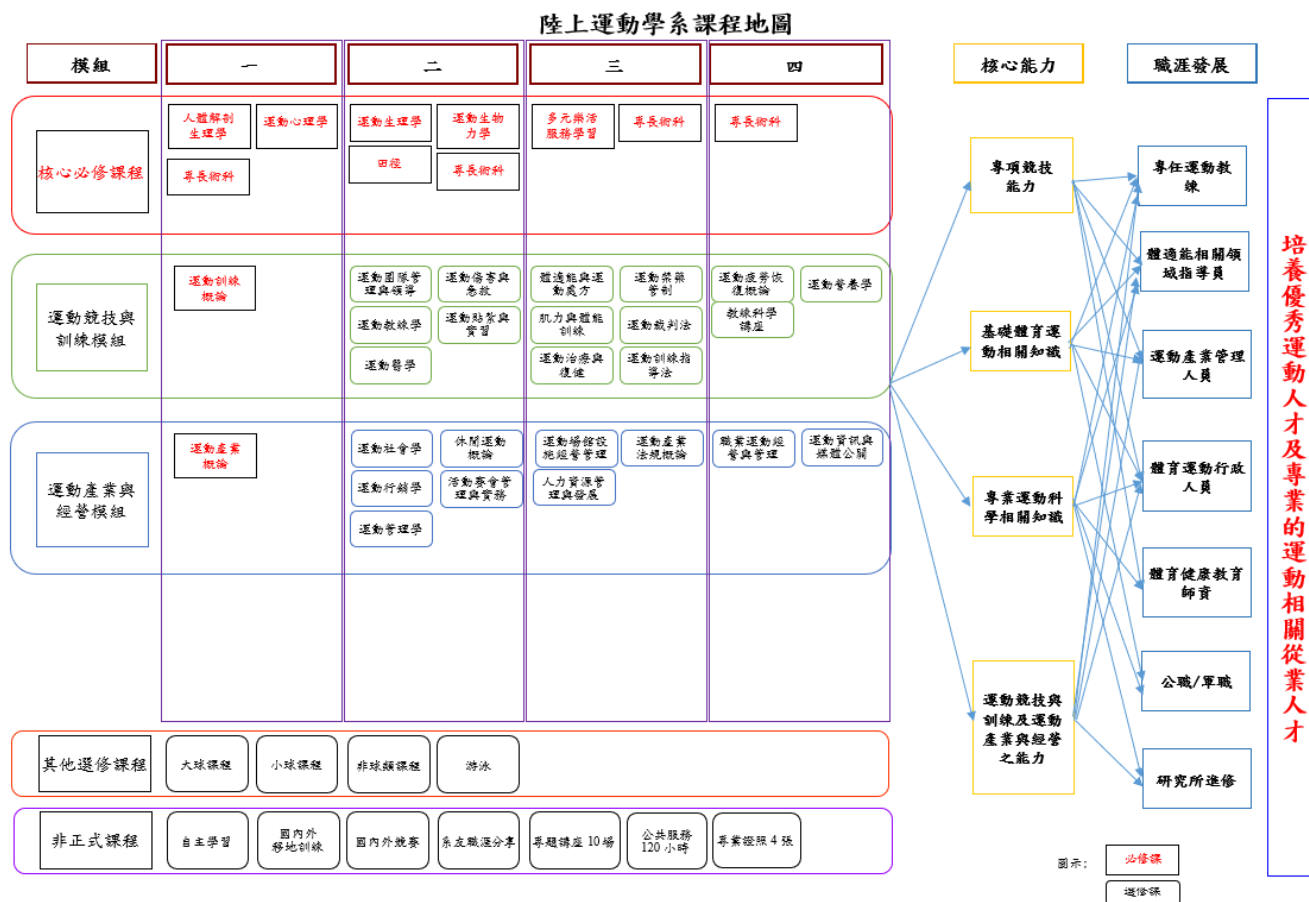 陸上運動學系課程地圖
模組
一
二
三
四
核心能力
職涯發展
核心必修課程
人體解剖
生理學
運動心理學
專長術科
運動生理學
運動生物
力學
田徑
專長術科
多元樂活
服務學習
專長術科
專長術科
運動競技與
訓練模組
運動訓練
概論
運動團隊管
理與領導
運動傷害與
急救
運動教練學
運動貼紮與
實習
運動醫學
體適能與運
動處方
運動禁藥
管制
肌力與體能
訓練
運動裁判法
運動治療與
復健
運動訓練指
導法
運動疲勞恢
復概論
運動營養學
教練科學
講座
運動產業與
經營模組
運動產業
概論
運動社會學
休閒運動
概論
運動行銷學
活動賽會管
理與實務
運動管理學
運動場館設
施經營管理
運動產業
法規概論
人力資源管
理與發展
職業運動經
營與管理
運動資訊與
媒體公關
其他選修課程
大球課程
小球課程
非球類課程
游泳
非正式課程
自主學習
國內外
移地訓練
國內外競賽
系友職涯分享
專題講座 10 場
公共服務
120 小時
專業證照 4 張
專項競技
能力
基礎體育運
動相關知識
專業運動科
學相關知識
運動競技與
訓練及運動
產業與經營
之能力
專任運動教
練
體適能相關領
域指導員
運動產業管理
人員
體育運動行政
人員
體育健康教育
師資
公職/軍職
研究所進修
培養優秀運動人才及專業的運動相關從業人才
圖示：
必修課
選修課